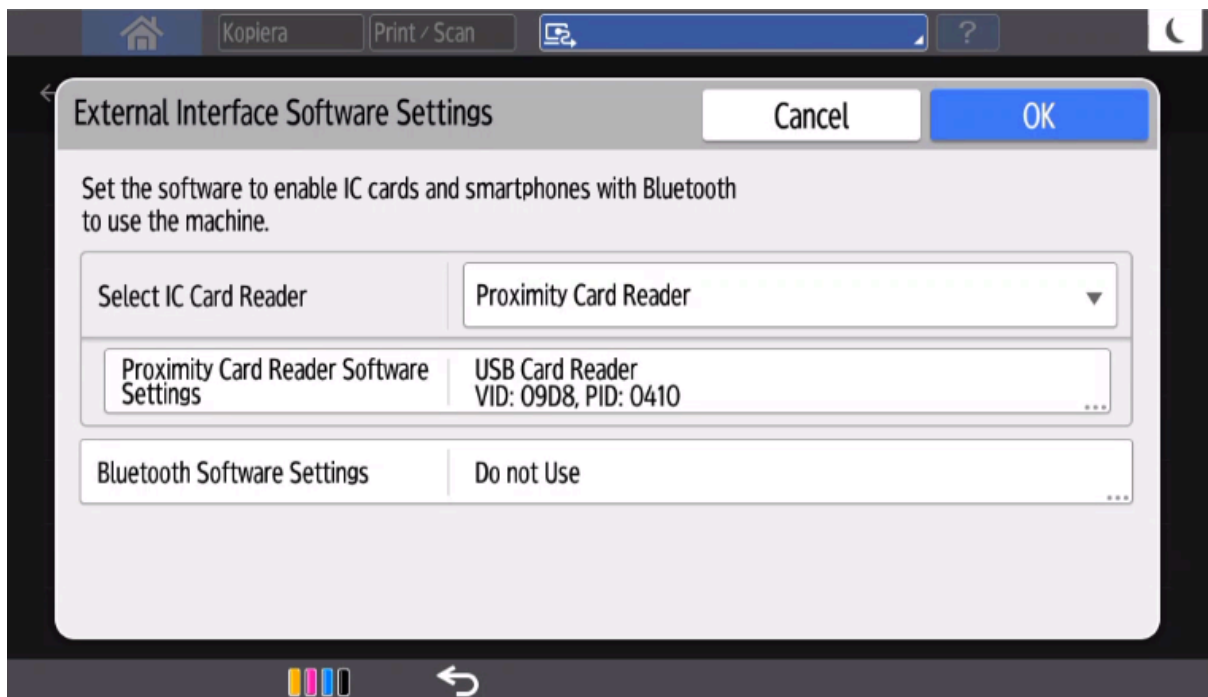 Kopiera
Print / Scan
?
External Interface Software Settings
Cancel
OK
Set the software to enable IC cards and smartphones with Bluetooth
to use the machine.
Select IC Card Reader
Proximity Card Reader
Proximity Card Reader Software
Settings
USB Card Reader
VID: 09D8, PID: 0410
Bluetooth Software Settings
Do not Use